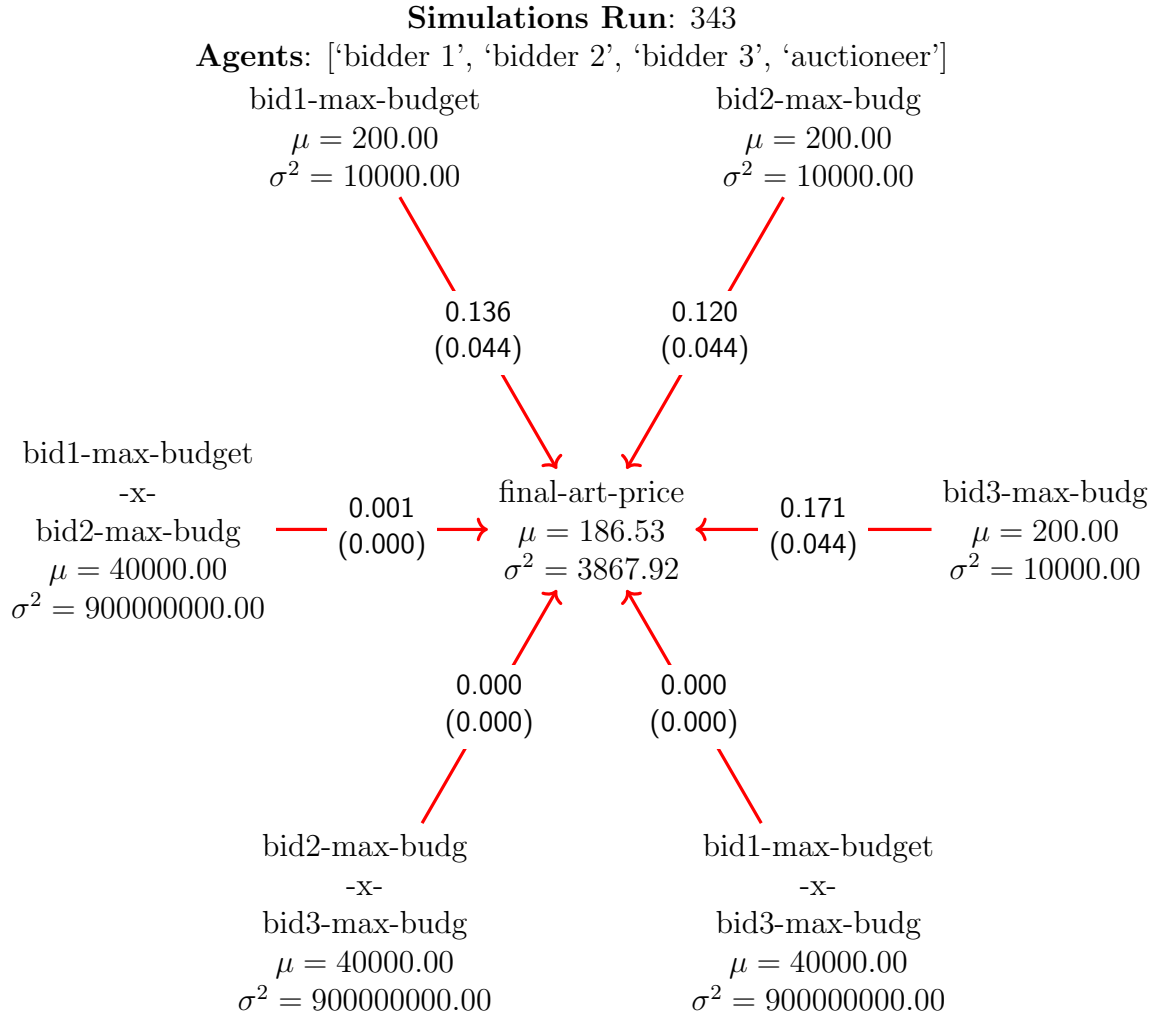 Simulations Run: 343
Agents: [‘bidder 1’, ‘bidder 2’, ‘bidder 3’, ‘auctioneer’]
bid1-max-budget
μ = 200.00
σ² = 10000.00
bid2-max-budg
μ = 200.00
σ² = 10000.00
0.136
(0.044)
0.120
(0.044)
bid1-max-budget
-x-
bid2-max-budg
μ = 40000.00
σ² = 900000000.00
0.001
(0.000)
final-art-price
μ = 186.53
σ² = 3867.92
0.171
(0.044)
bid3-max-budg
μ = 200.00
σ² = 10000.00
0.000
(0.000)
0.000
(0.000)
bid2-max-budg
-x-
bid3-max-budg
μ = 40000.00
σ² = 900000000.00
bid1-max-budget
-x-
bid3-max-budg
μ = 40000.00
σ² = 900000000.00